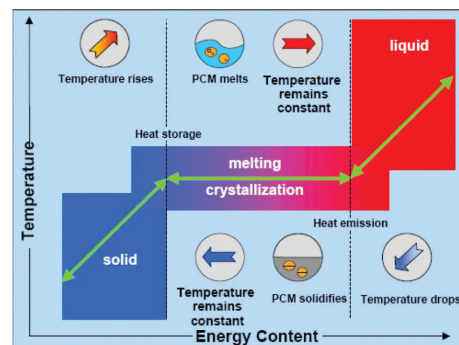 Temperature rises
PCM melts
Temperature
remains
constant
liquid
Heat storage
melting
crystallization
Heat emission
solid
Temperature
remains
constant
PCM solidifies
Temperature drops
Temperature
Energy Content